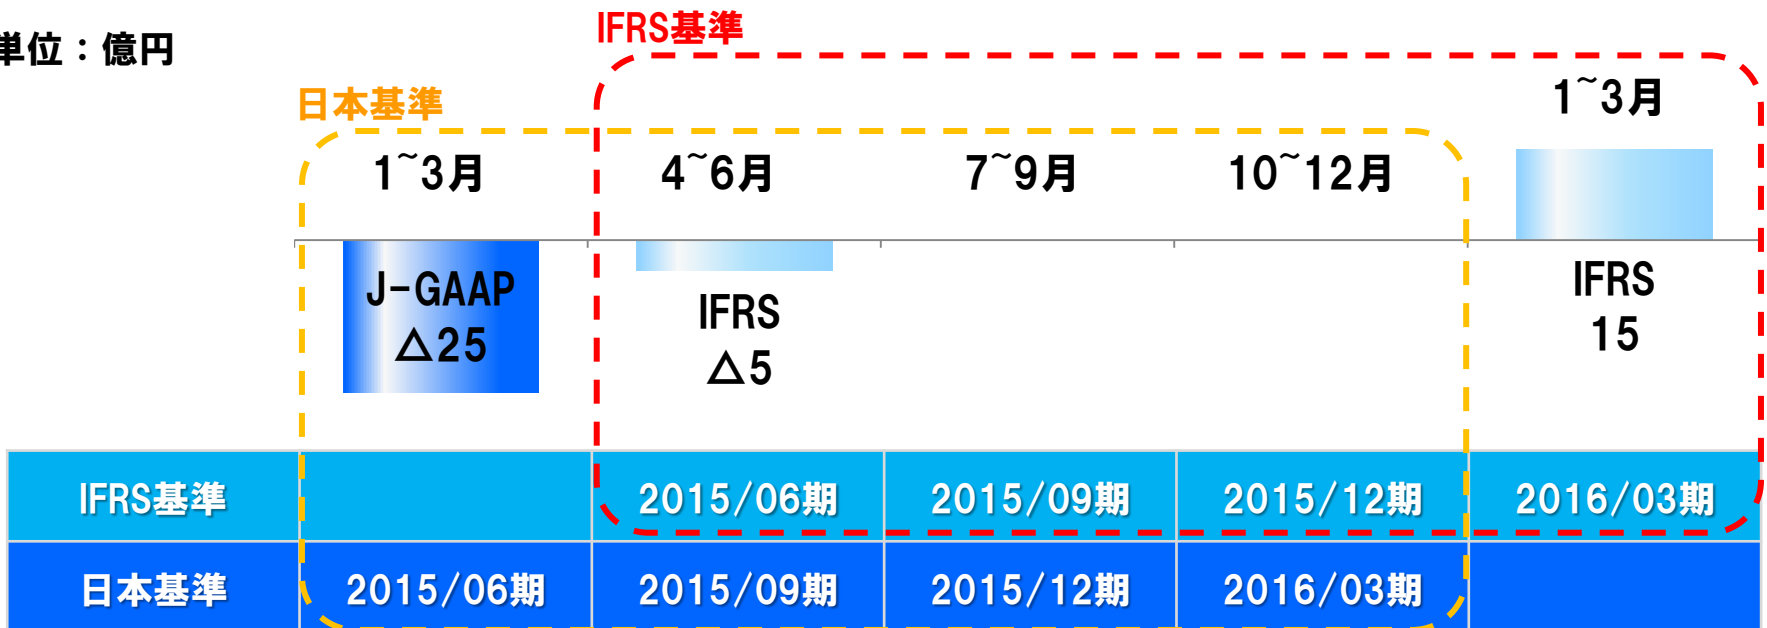 IFRS基準
単位：億円
日本基準
1~3月
1~3月
4~6月
7~9月
10~12月
J-GAAP
△25
IFRS
△5
IFRS
15
IFRS基準 2015/06期 2015/09期 2015/12期 2016/03期
日本基準 2015/06期 2015/09期 2015/12期 2016/03期